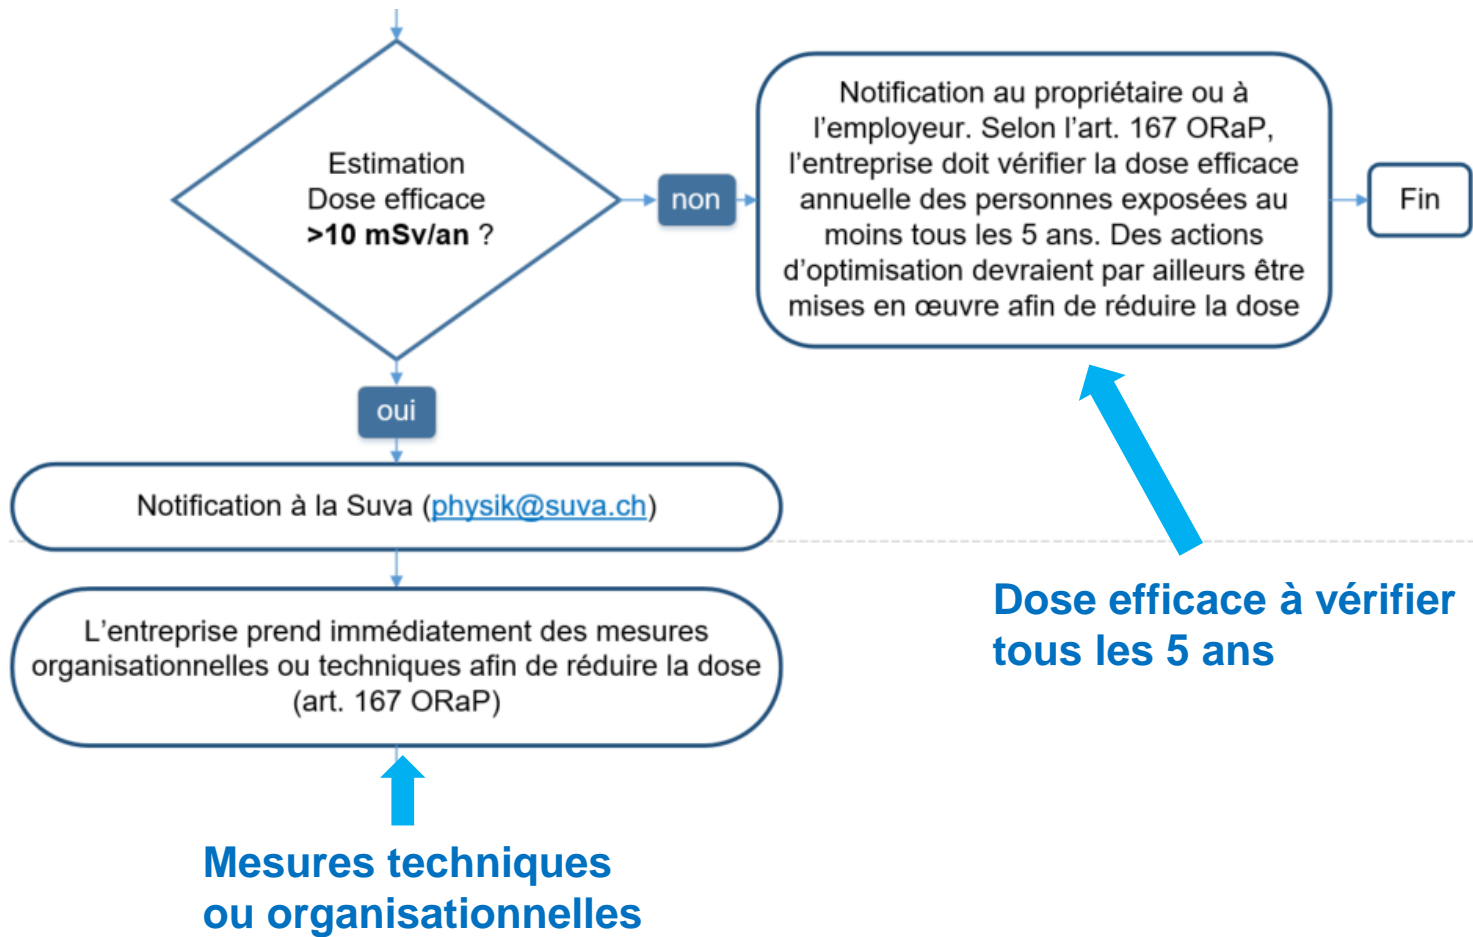 Estimation
Dose efficace
>10 mSv/an ?
non
Notification au propriétaire ou à
l’employeur. Selon l’art. 167 ORaP,
l’entreprise doit vérifier la dose efficace
annuelle des personnes exposées au
moins tous les 5 ans. Des actions
d’optimisation devraient par ailleurs être
mises en œuvre afin de réduire la dose
Fin
oui
Notification à la Suva (physik@suva.ch)
L’entreprise prend immédiatement des mesures
organisationnelles ou techniques afin de réduire la dose
(art. 167 ORaP)
Dose efficace à vérifier
tous les 5 ans
Mesures techniques
ou organisationnelles